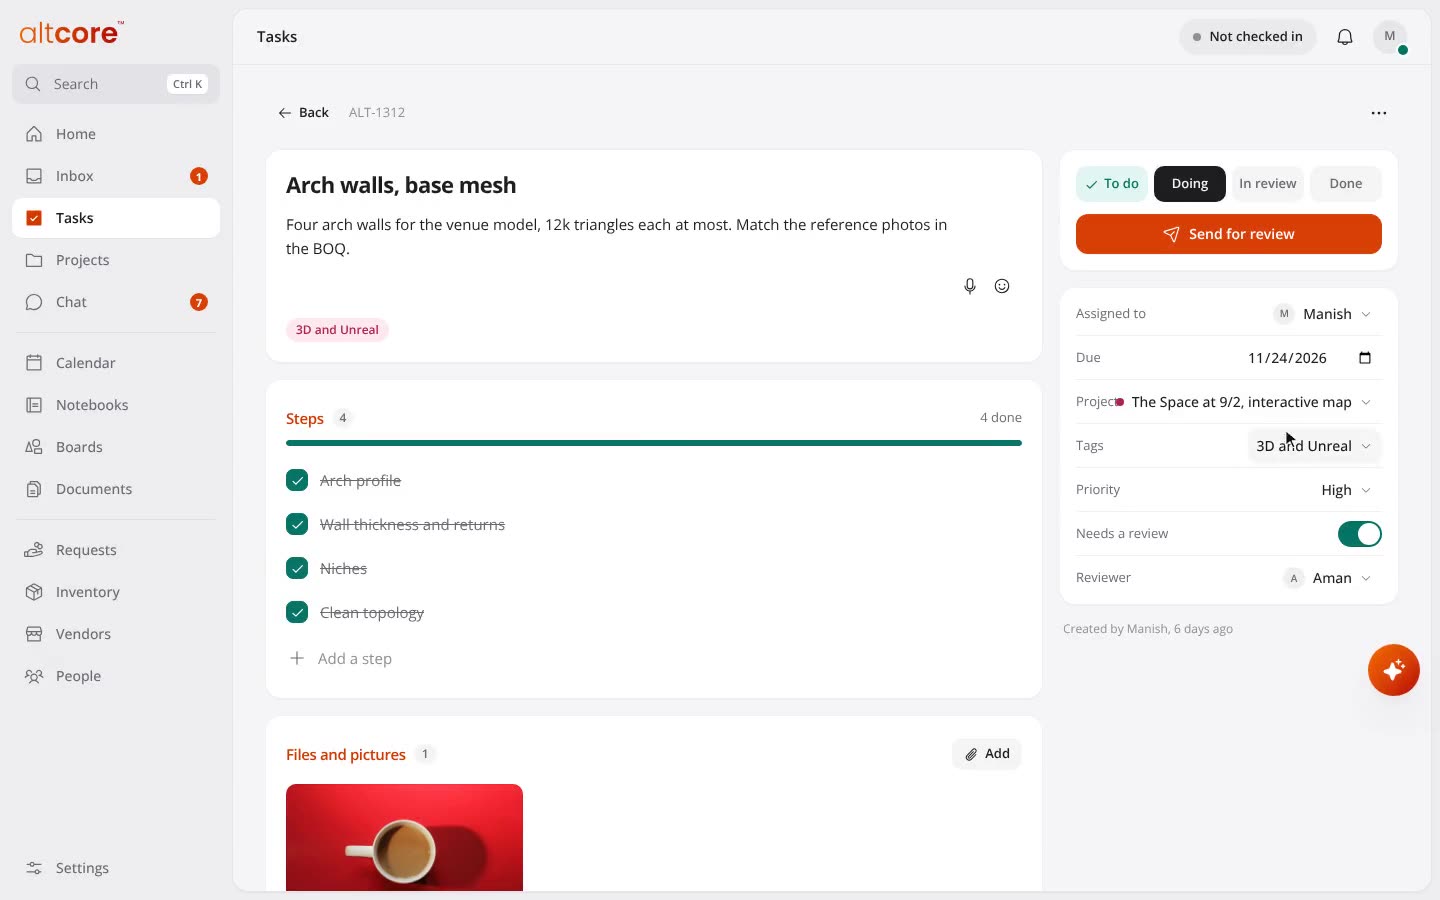 altcore™
Search Ctrl K
Home
Inbox 1
Tasks
Projects
Chat 7
Calendar
Notebooks
Boards
Documents
Requests
Inventory
Vendors
People
Settings
Tasks
Not checked in
M
Back ALT-1312
Arch walls, base mesh
Four arch walls for the venue model, 12k triangles each at most. Match the reference photos in
the BOQ.
3D and Unreal
Steps 4 4 done
Arch profile
Wall thickness and returns
Niches
Clean topology
Add a step
Files and pictures 1 Add
To do Doing In review Done
Send for review
Assigned to M Manish
Due 11/24/2026
Project The Space at 9/2, interactive map
Tags 3D and Unreal
Priority High
Needs a review
Reviewer A Aman
Created by Manish, 6 days ago